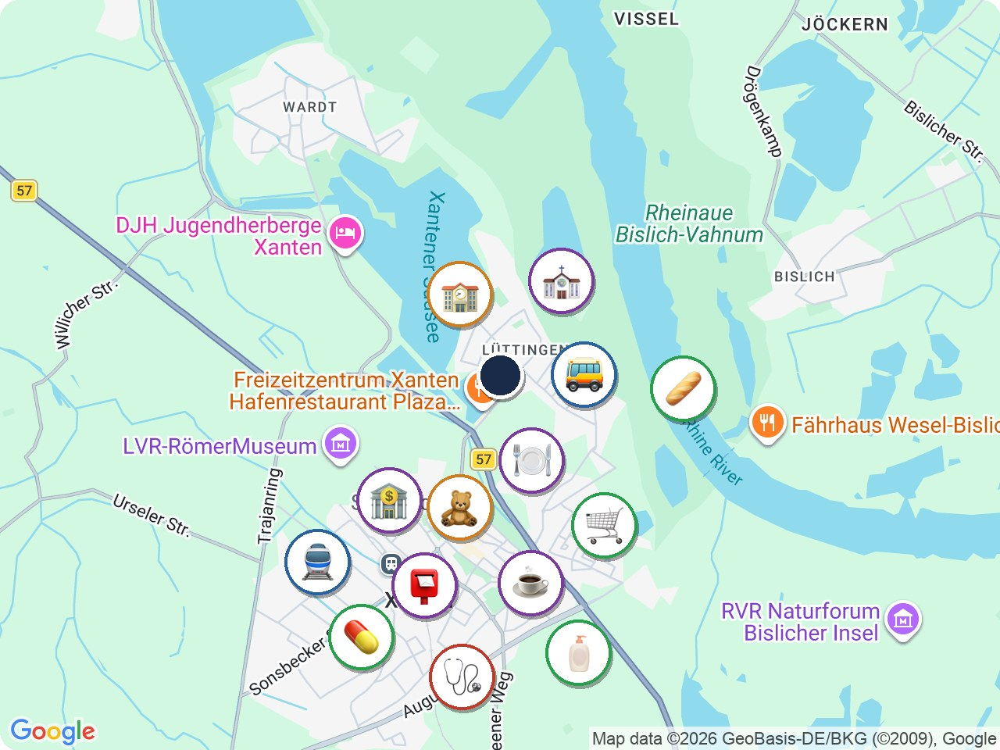 VISSEL
JÖCKERN
Drögenkamp
Bislicher Str.
WARDT
57
Xantener
DJH Jugendherberge
Xanten
Rheinaue
Bislich-Vahnum
BISLICH
Willicher Str.
LÜTTINGEN
Freizeitzentrum Xanten
Hafenrestaurant Plaza...
Fährhaus Wesel-Bislic
Rhine River
LVR-RömerMuseum
57
Trajanring
Urseler Str.
$
RVR Naturforum
Bislicher Insel
Sonsbecker
Google
Map data ©2026 GeoBasis-DE/BKG (©2009), Google